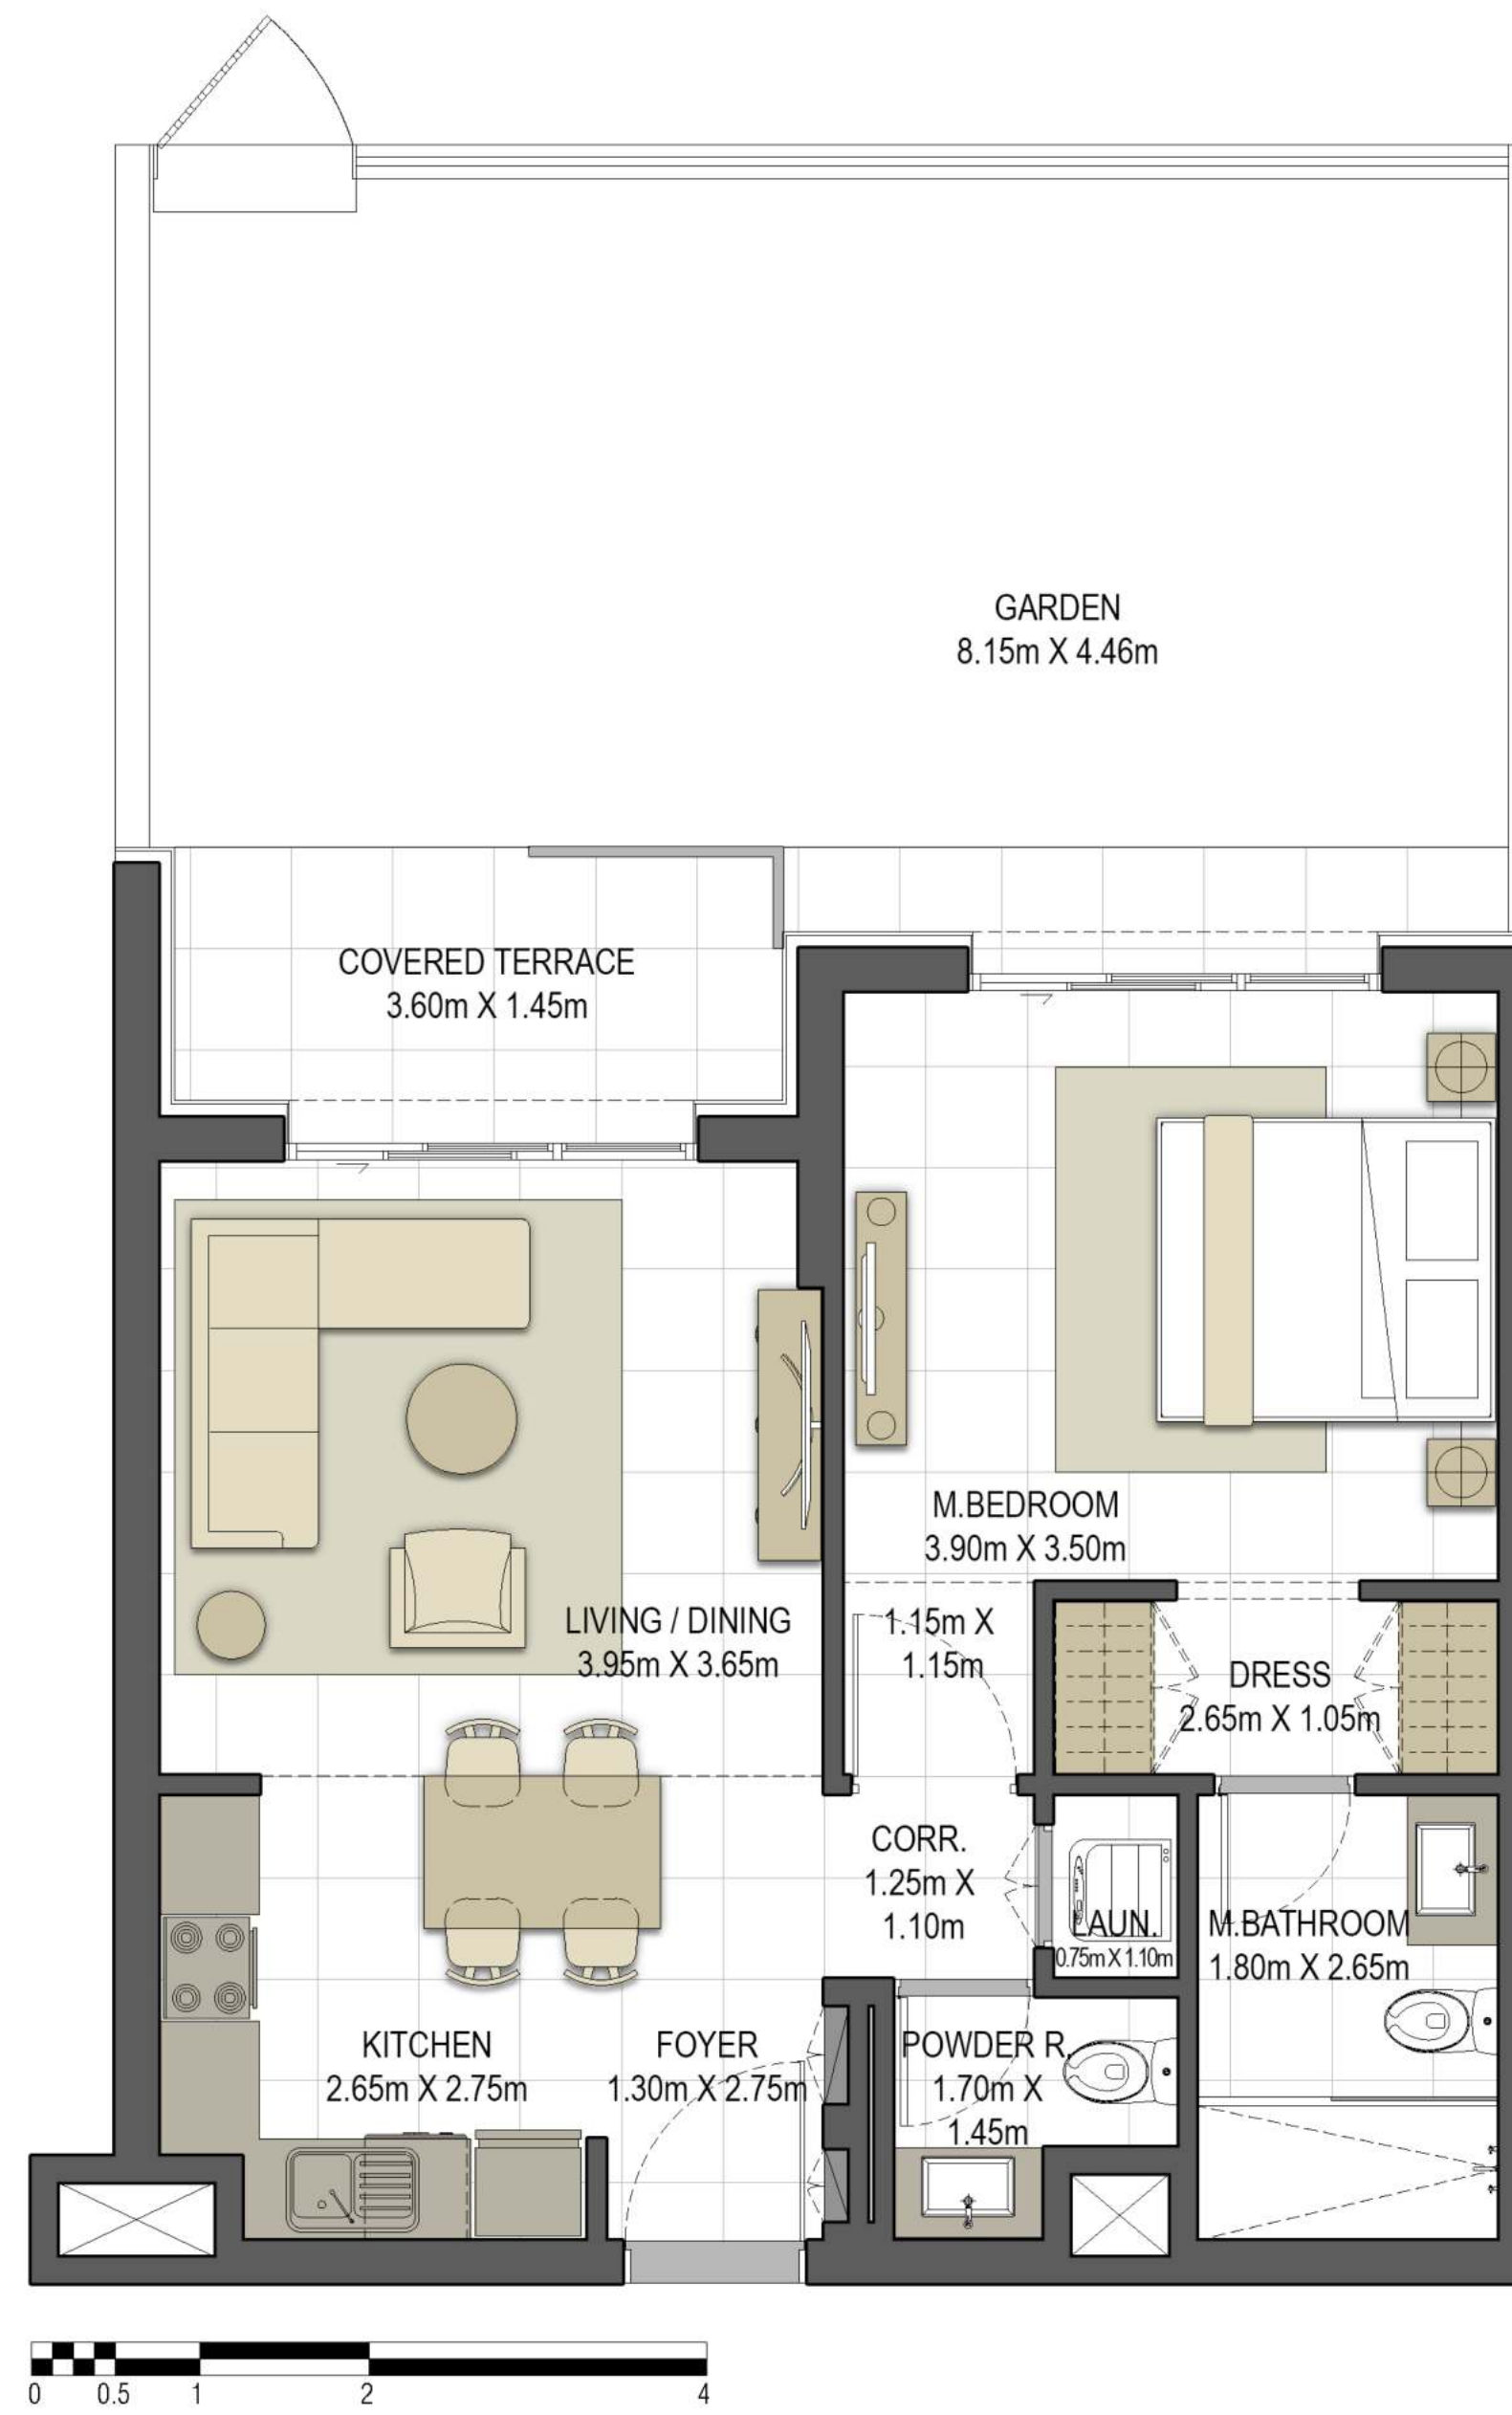 GARDEN
8.15m X 4.46m
COVERED TERRACE
3.60m X 1.45m
M.BEDROOM
3.90m X 3.50m
LIVING / DINING
3.95m X 3.65m
1.15m X
1.15m
DRESS
2.65m X 1.05m
CORR.
1.25m X
1.10m
LAUN.
0.75m X 1.10m
M.BATHROOM
1.80m X 2.65m
KITCHEN
2.65m X 2.75m
FOYER
1.30m X 2.75m
POWDER R.
1.70m X
1.45m
0 0.5 1 2 4